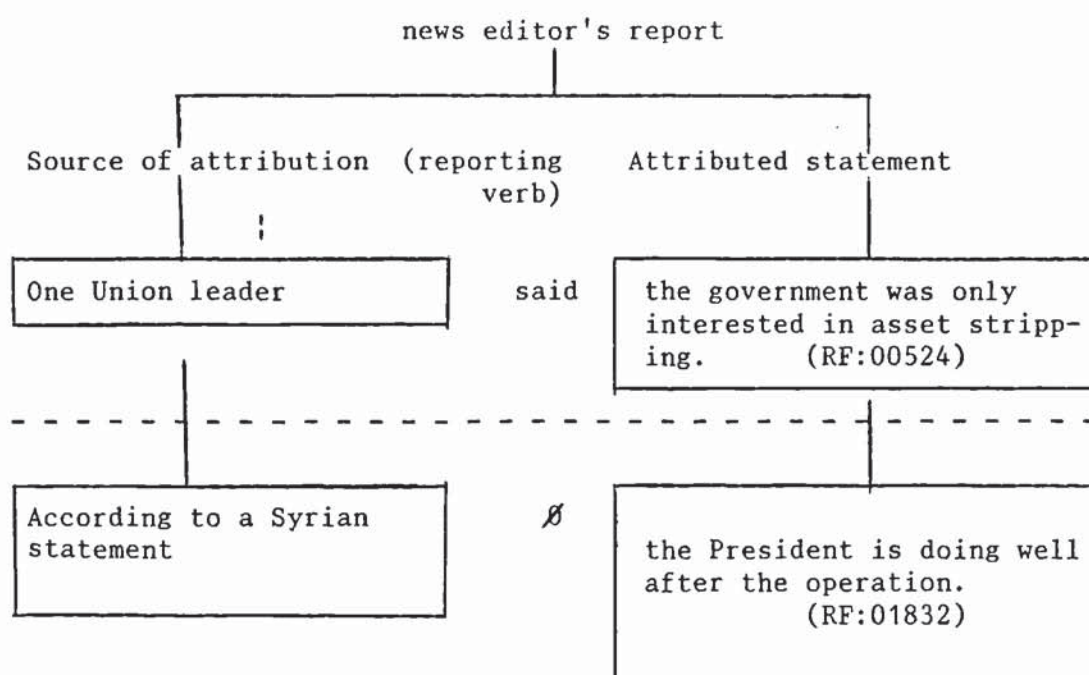 news editor's report
Source of attribution (reporting verb)
Attributed statement
One Union leader
said
the government was only
interested in asset stripp-
ing. (RF:00524)
According to a Syrian
statement
Ø
the President is doing well
after the operation.
(RF:01832)